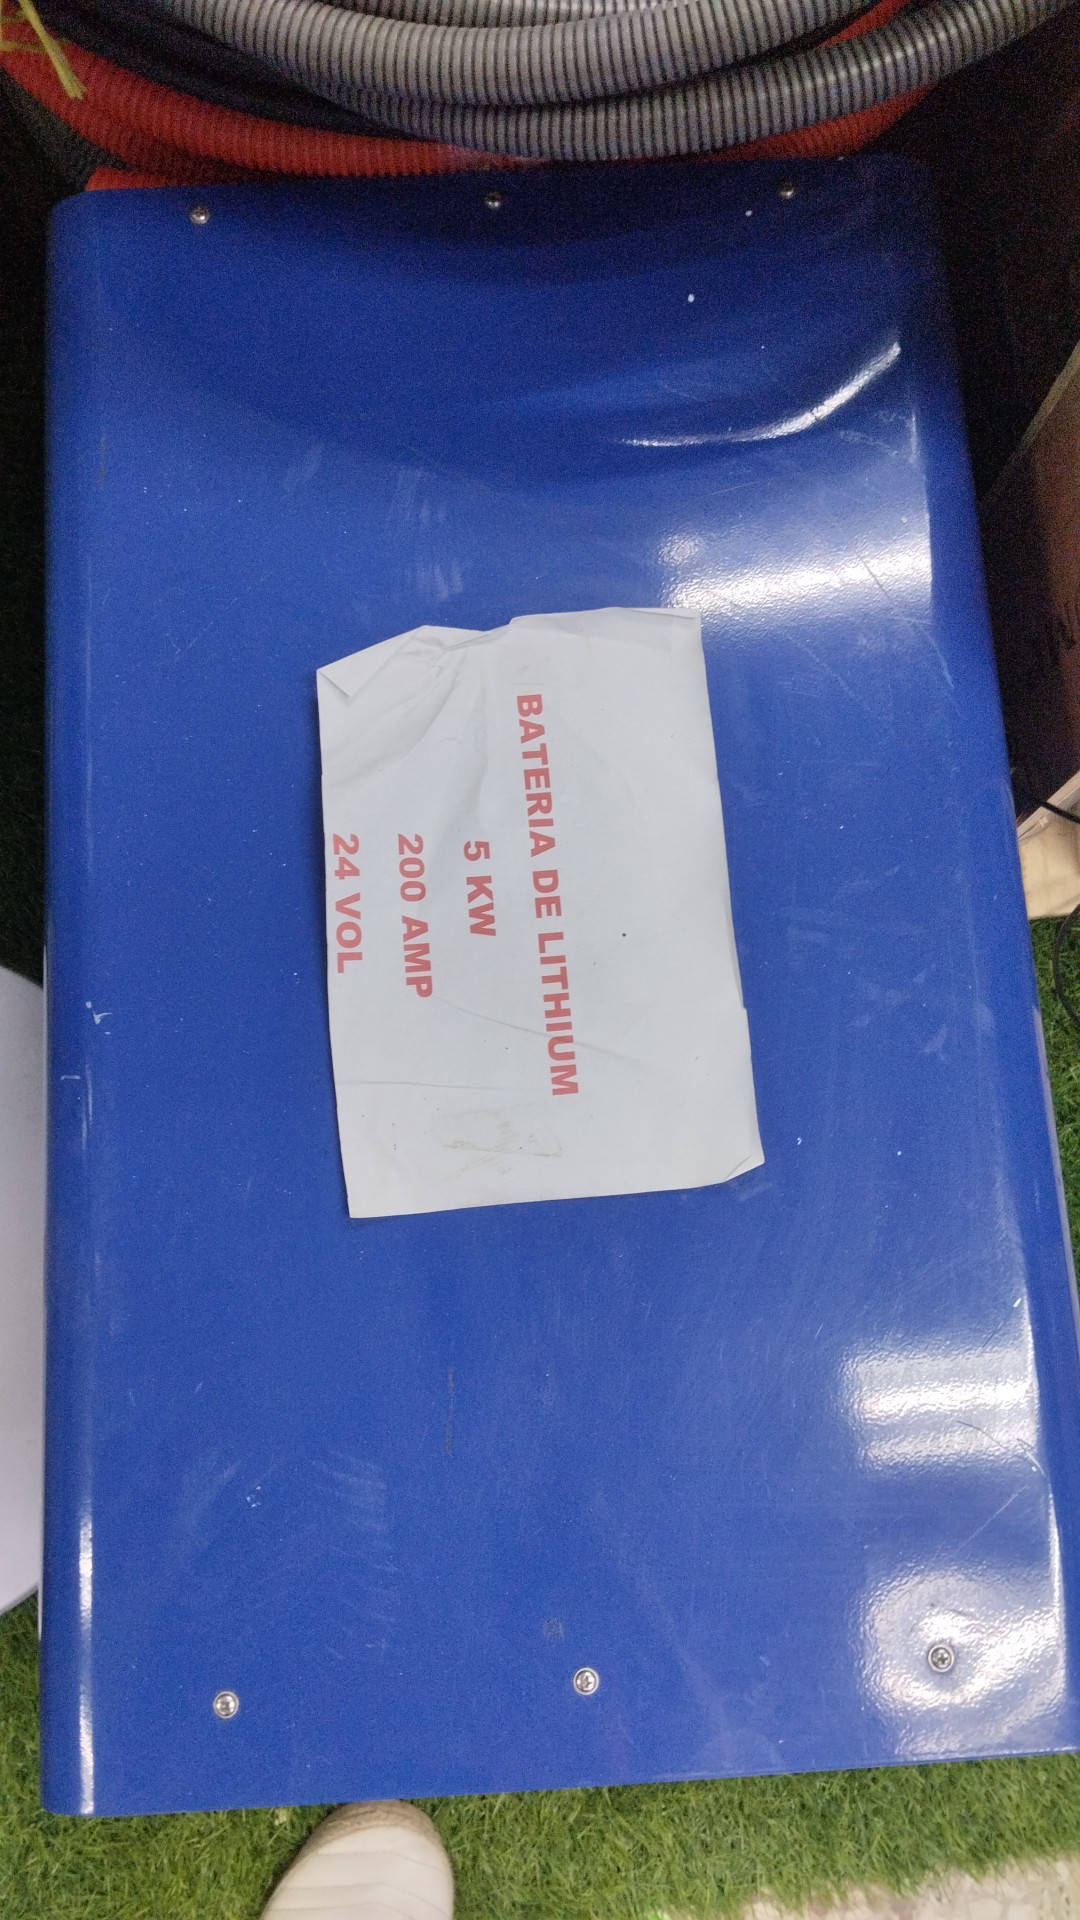 BATERIA DE LITHIUM
5 KW
200 AMP
24 VOL